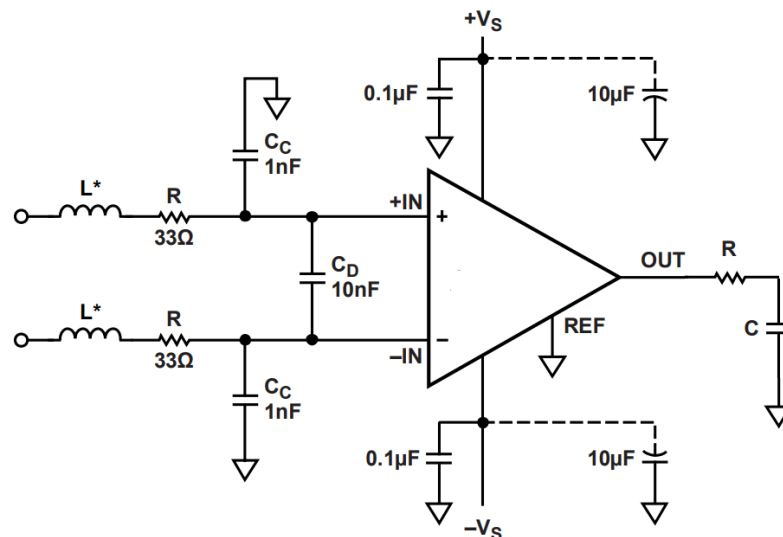 +VS
0.1µF
10µF
CC
1nF
L*
R
33Ω
+IN
+
CD
10nF
OUT
R
REF
C
L*
R
33Ω
–IN
−
CC
1nF
0.1µF
10µF
–VS